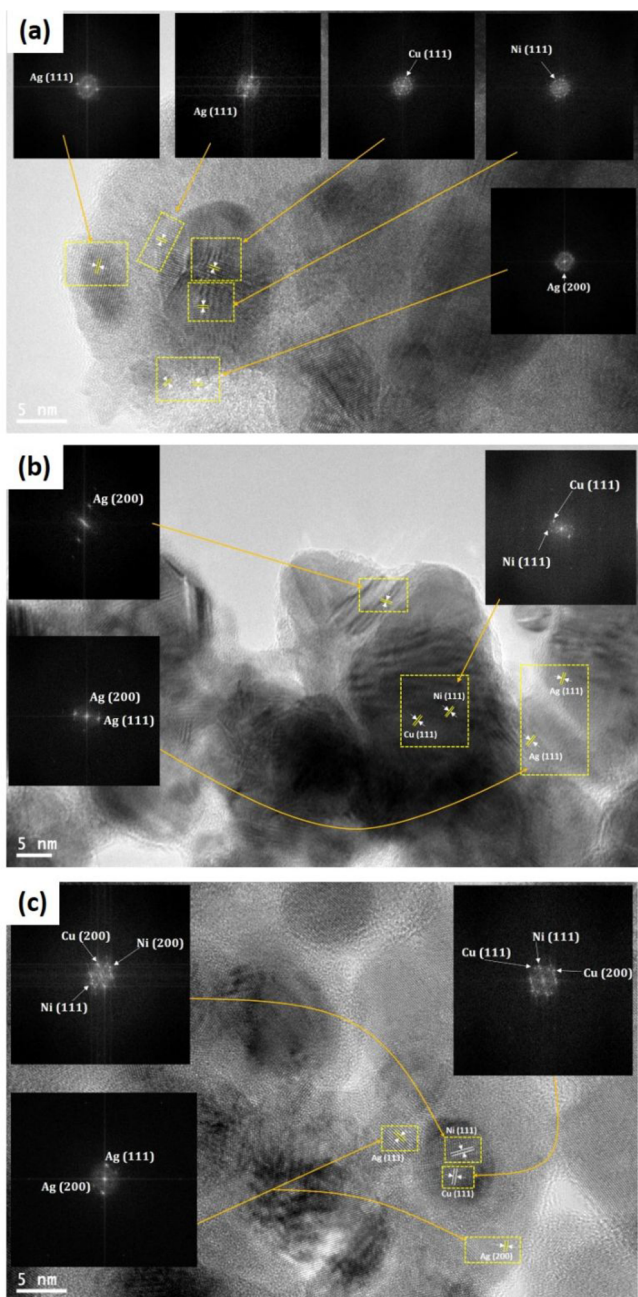 (a)
Ag (111)
Ag (111)
Cu (111)
Ni (111)
Ag (200)
5 nm
(b)
Ag (200)
Cu (111)
Ni (111)
Ag (200)
Ag (111)
Ni (111)
Cu (111)
Ag (111)
Ag (111)
5 nm
(c)
Cu (200)
Ni (200)
Ni (111)
Ni (111)
Cu (111)
Cu (200)
Ag (111)
Ag (200)
Ni (111)
Ag (111)
Cu (111)
Ag (200)
5 nm